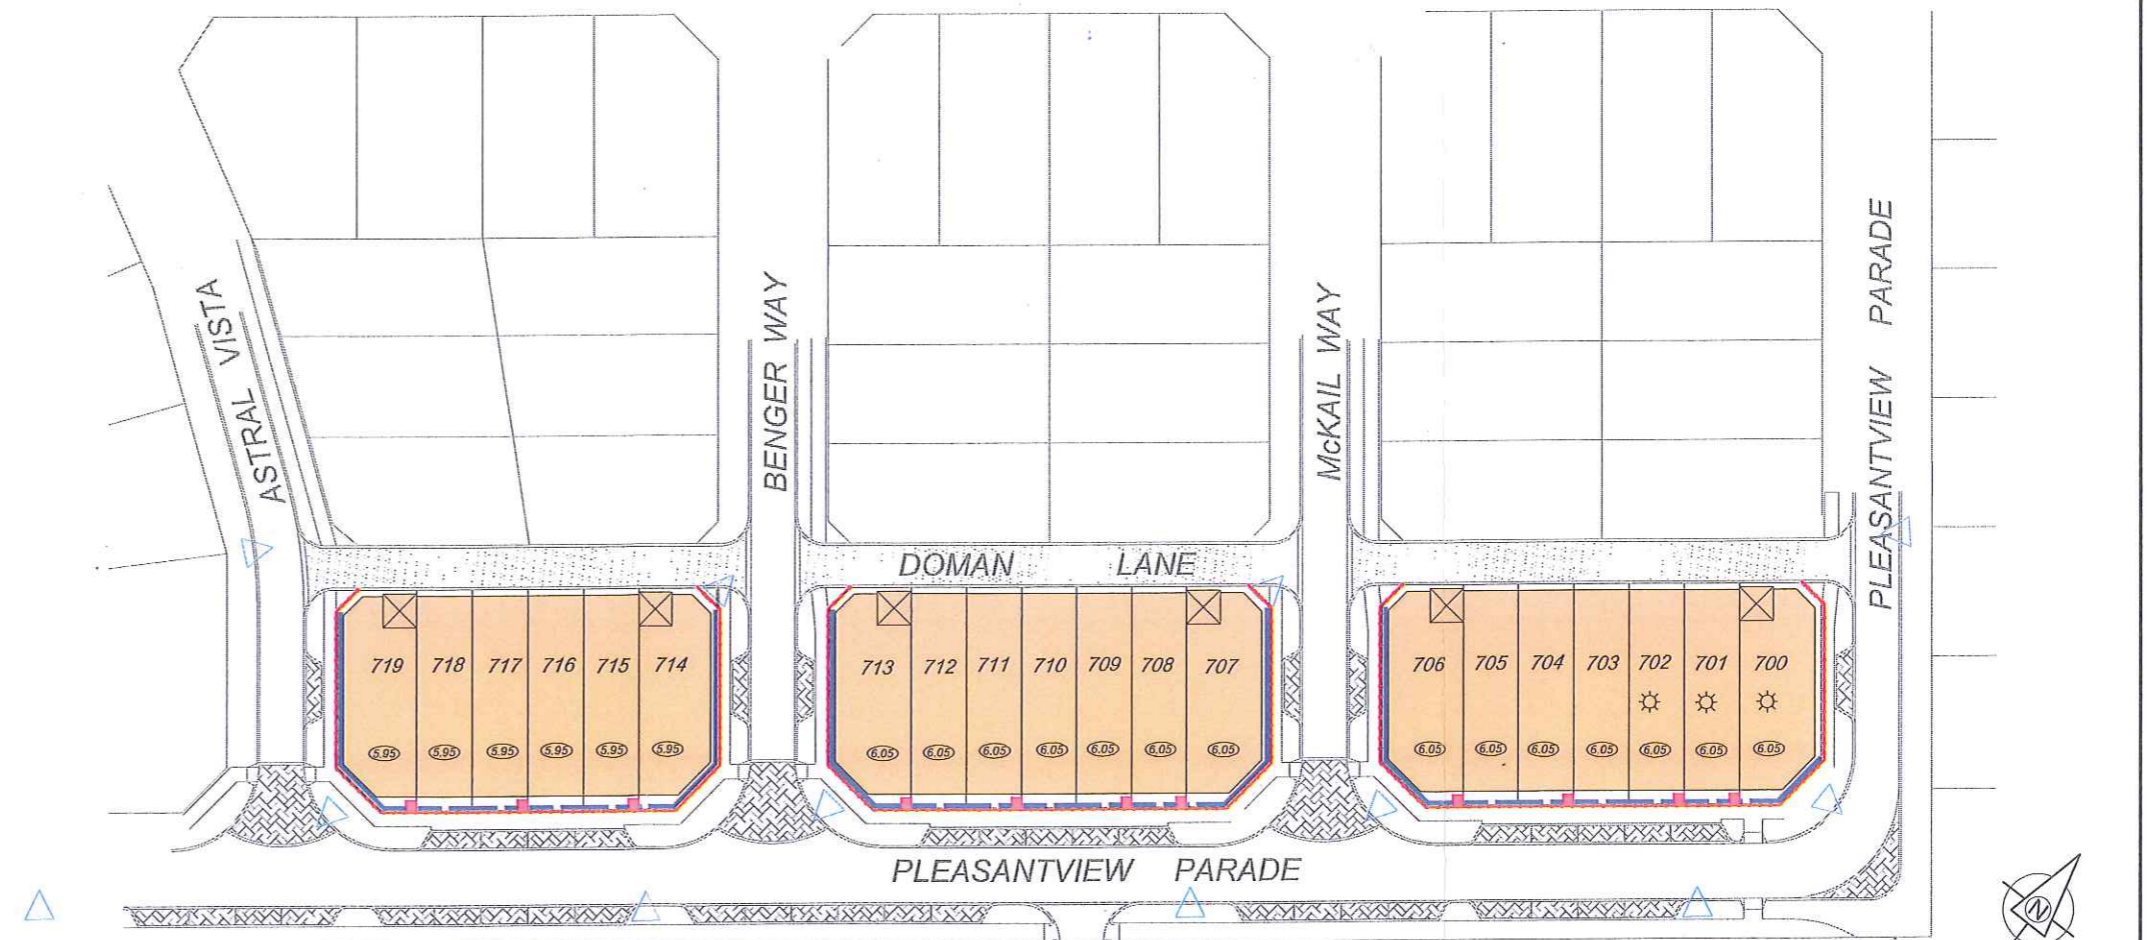 PLEASANTVIEW PARADE
ASTRAL VISTA
BENGER WAY
McKAIL WAY
DOMAN LANE
719 718 717 716 715 714
713 712 711 710 709 708 707
706 705 704 703 702 701 700
5.95 5.95 5.95 5.95 5.95 5.95
6.05 6.05 6.05 6.05 6.05 6.05 6.05
6.05 6.05 6.05 6.05 6.05 6.05 6.05
PLEASANTVIEW PARADE
N